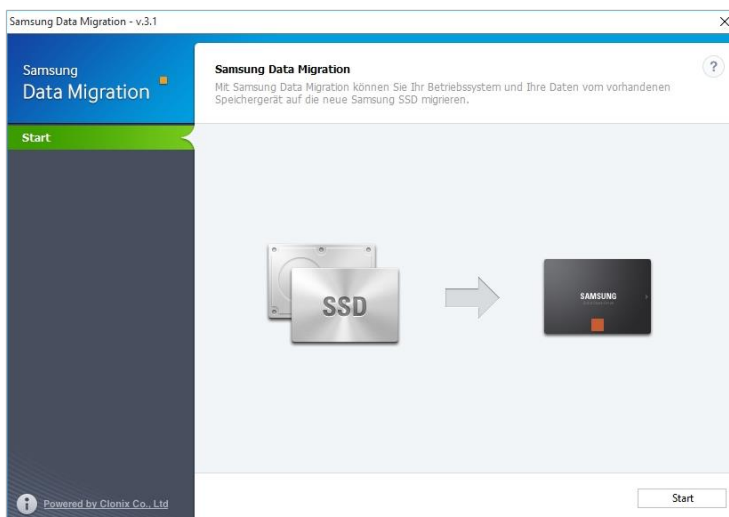 Samsung Data Migration - v.3.1
Samsung
Data Migration
Samsung Data Migration
?
Mit Samsung Data Migration können Sie Ihr Betriebssystem und Ihre Daten vom vorhandenen
Speichergerät auf die neue Samsung SSD migrieren.
Start
SSD
SAMSUNG
Powered by Clonix Co., Ltd
Start